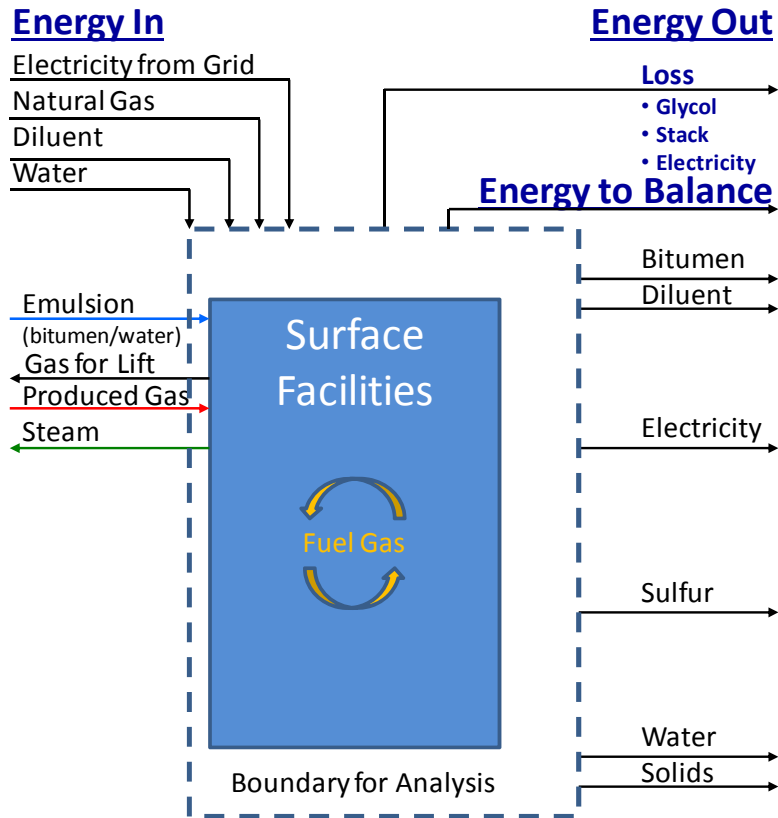 Energy In
Energy Out
Electricity from Grid
Natural Gas
Diluent
Water
Loss
• Glycol
• Stack
• Electricity
Energy to Balance
Emulsion
(bitumen/water)
Gas for Lift
Produced Gas
Steam
Surface
Facilities
Fuel Gas
Bitumen
Diluent
Electricity
Sulfur
Water
Solids
Boundary for Analysis